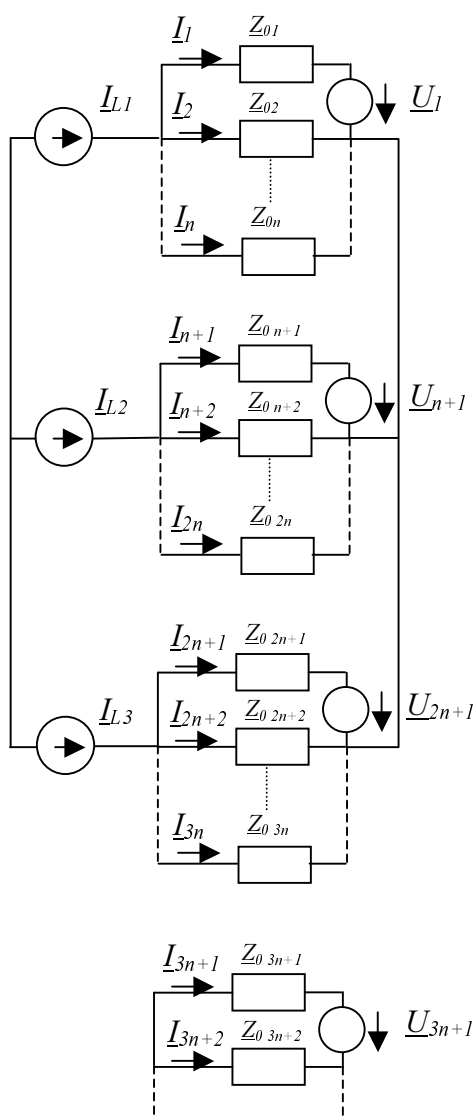 I1 Z01
IL1 I2 Z02 U1
In Z0n
In+1 Z0 n+1
IL2 In+2 Z0 n+2 Un+1
I2n Z0 2n
I2n+1 Z0 2n+1
IL3 I2n+2 Z0 2n+2 U2n+1
I3n Z0 3n
I3n+1 Z0 3n+1
I3n+2 Z0 3n+2 U3n+1